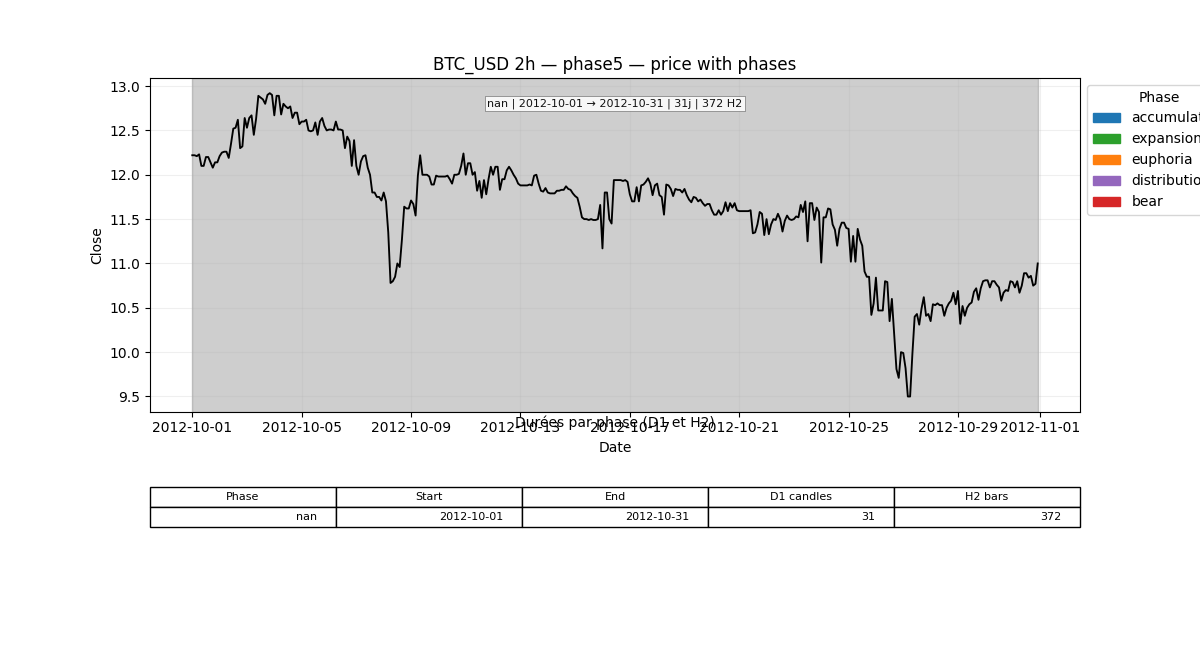 BTC_USD 2h — phase5 — price with phases
nan | 2012-10-01 → 2012-10-31 | 31j | 372 H2
Phase
accumulat
expansion
euphoria
distributio
bear
Close
13.0
12.5
12.0
11.5
11.0
10.5
10.0
9.5
Durées par phase (D1 et H2)
2012-10-01 2012-10-05 2012-10-09 2012-10-13 2012-10-17 2012-10-21 2012-10-25 2012-10-29 2012-11-01
Date
Phase Start End D1 candles H2 bars
nan 2012-10-01 2012-10-31 31 372